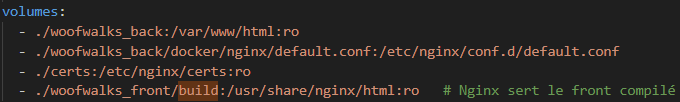 volumes:
- ./woofwalks_back:/var/www/html:ro
- ./woofwalks_back/docker/nginx/default.conf:/etc/nginx/conf.d/default.conf
- ./certs:/etc/nginx/certs:ro
- ./woofwalks_front/build:/usr/share/nginx/html:ro   # Nginx sert le front compilé